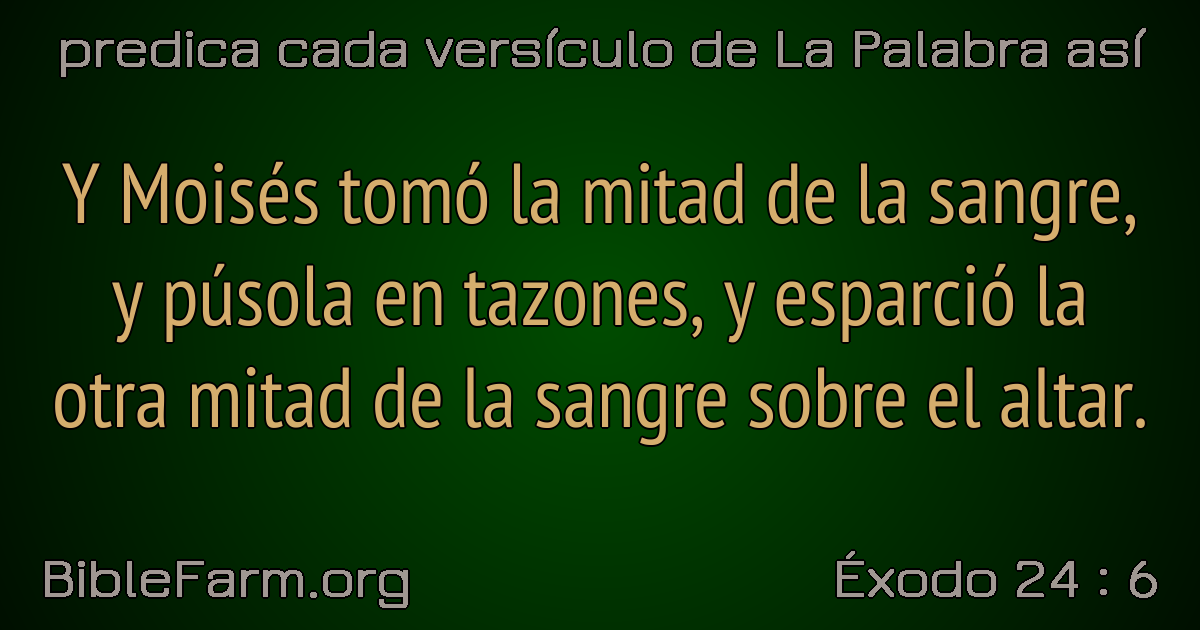 predica cada versículo de La Palabra así
Y Moisés tomó la mitad de la sangre,
y púsola en tazones, y esparció la
otra mitad de la sangre sobre el altar.
BibleFarm.org
Éxodo 24 : 6